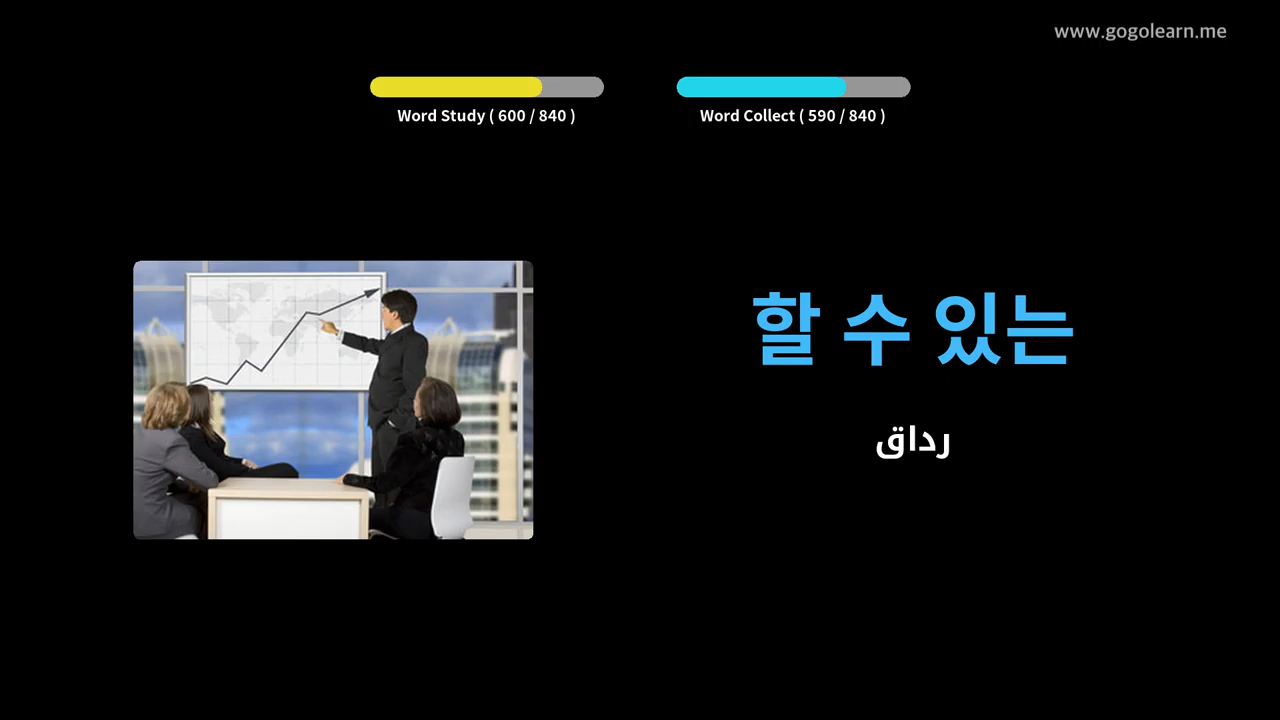 www.gogolearn.me
Word Study ( 600 / 840 )
Word Collect ( 590 / 840 )
할 수 있는
رداق